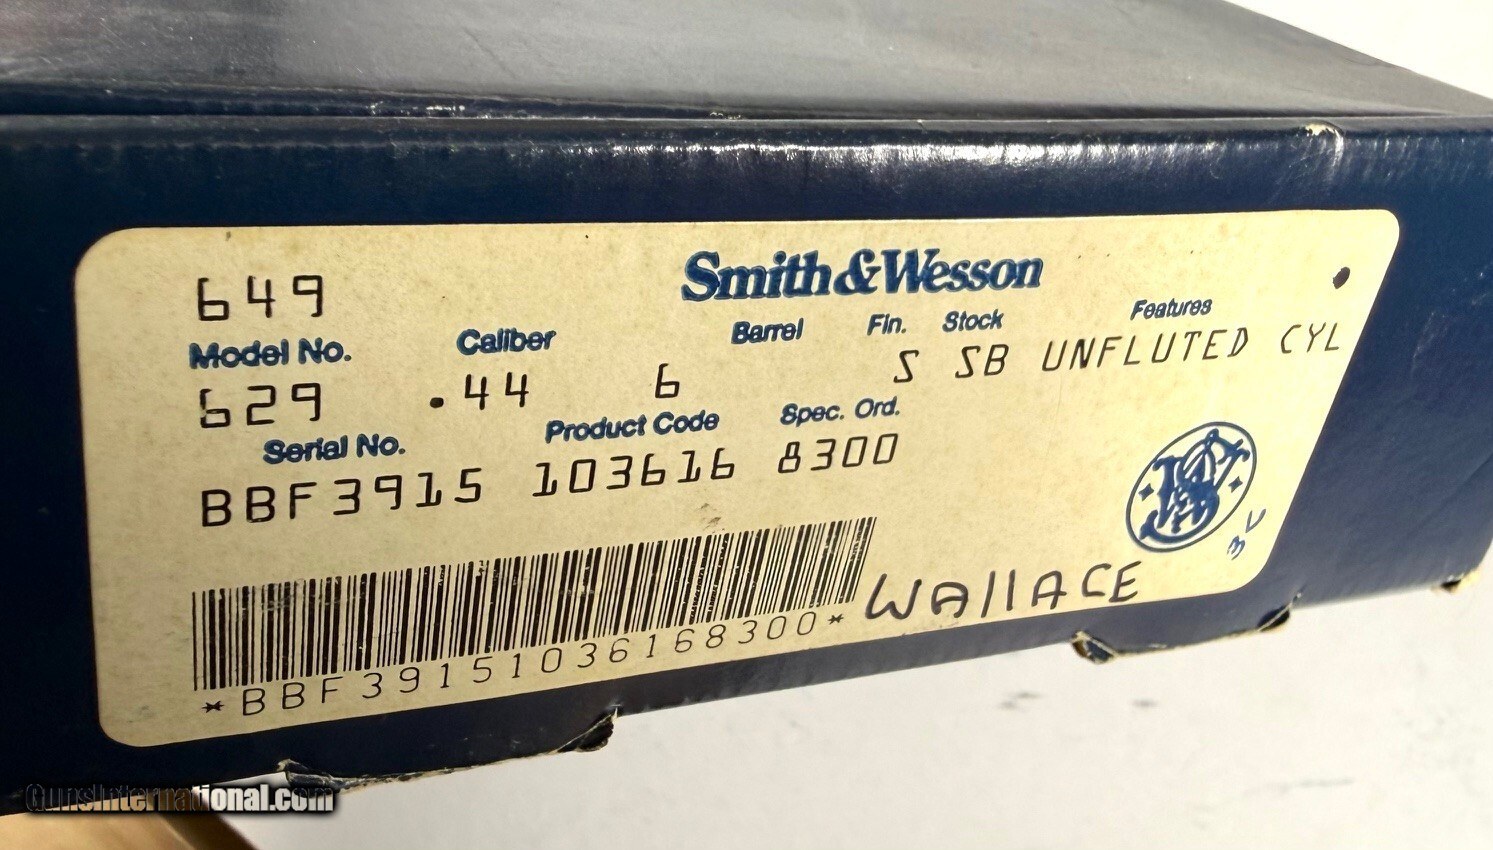 649
Smith & Wesson
Model No. Caliber Barrel Fin. Stock Features
629 .44 6 S SB UNFLUTED CYL
Serial No. Product Code Spec. Ord.
BBF3915 103616 8300
*BBF39151036168300*
WAllACE
GunsInternational.com